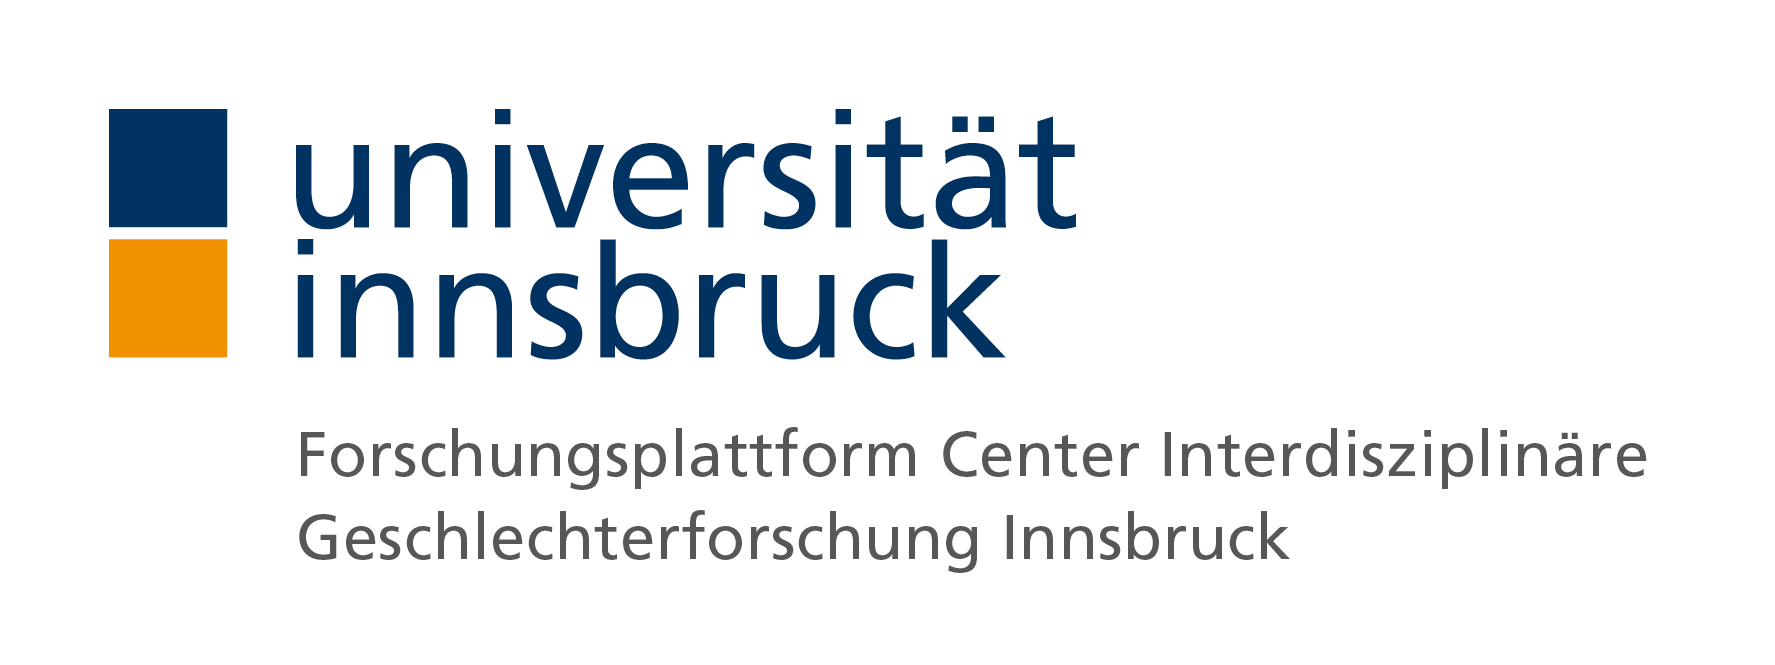 universität
innsbruck
Forschungsplattform Center Interdisziplinäre
Geschlechterforschung Innsbruck